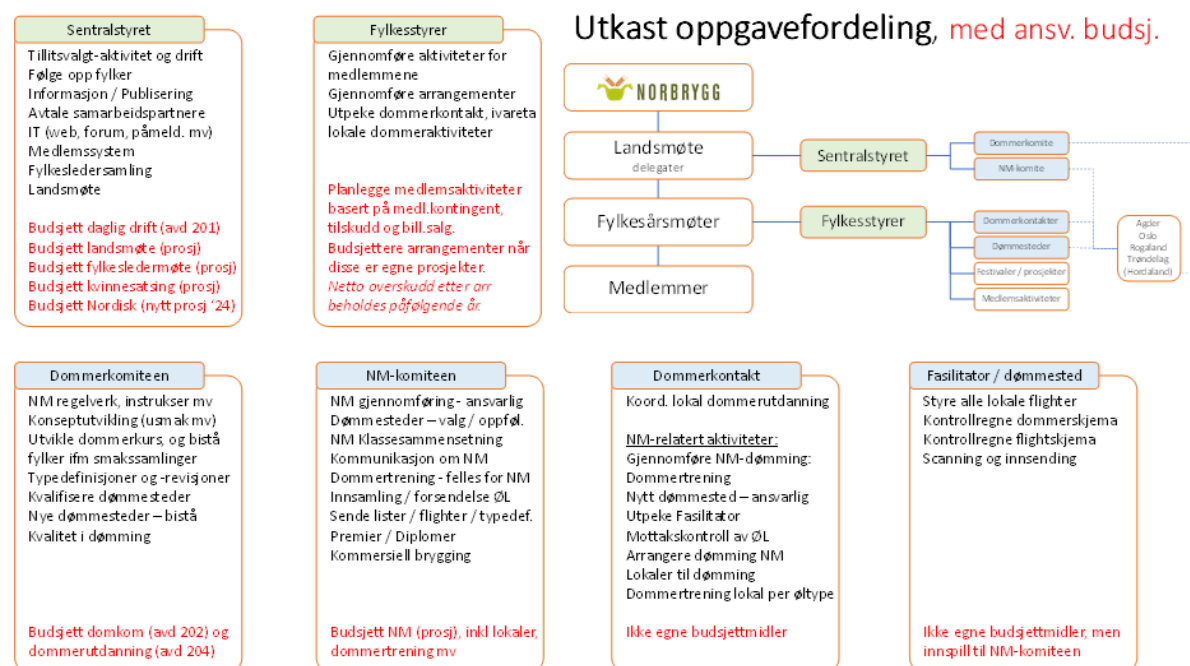 Utkast oppgavefordeling, med ansv. budsj.
Sentralstyret
Tillitsvalgt-aktivitet og drift
Følge opp fylker
Informasjon / Publisering
Avtale samarbeidspartnere
IT (web, forum, påmeld. mv)
Medlemssystem
Fylkesledersamling
Landsmøte
Budsjett daglig drift (avd 201)
Budsjett landsmøte (prosj)
Budsjett fylkesledermøte (prosj)
Budsjett kvinnesatsing (prosj)
Budsjett Nordisk (nytt prosj ‘24)
Fylkesstyrer
Gjennomføre aktiviteter for
medlemmene
Gjennomføre arrangementer
Utpeke dommerkontakt, ivareta
lokale dommeraktiviteter
Planlegge medlemsaktiviteter
basert på medl.kontingent,
tilskudd og bill.salg.
Budsjettere arrangementer når
disse er egne prosjekter.
Netto overskudd etter arr
beholdes påfølgende år.
NORBRYGG
Landsmøte
delegater
Fylkesårsmøter
Medlemmer
Sentralstyret
Fylkesstyrer
Dommerkomite
NM-komite
Dommerkontakter
Dømmesteder
Festivaler / prosjekter
Medlemsaktiviteter
Agder
Oslo
Rogaland
Trøndelag
(Hordaland)
Dommerkomiteen
NM regelverk, instrukser mv
Konseptutvikling (usmak mv)
Utvikle dommerkurs, og bistå
fylker ifm smakssamlinger
Typedefinisjoner og -revisjoner
Kvalifisere dømmesteder
Nye dømmesteder – bistå
Kvalitet i dømming
Budsjett domkom (avd 202) og
dommerutdanning (avd 204)
NM-komiteen
NM gjennomføring - ansvarlig
Dømmesteder – valg / oppføl.
NM Klassesammensetning
Kommunikasjon om NM
Dommertrening - felles for NM
Innsamling / forsendelse ØL
Sende lister / flighter / typedef.
Premier / Diplomer
Kommersiell brygging
Budsjett NM (prosj), inkl lokaler,
dommertrening mv
Dommerkontakt
Koord. lokal dommerutdanning
NM-relatert aktiviteter:
Gjennomføre NM-dømming:
Dommertrening
Nytt dømmested – ansvarlig
Utpeke Fasilitator
Mottakskontroll av ØL
Arrangere dømming NM
Lokaler til dømming
Dommertrening lokal per øltype
Ikke egne budsjettmidler
Fasilitator / dømmested
Styre alle lokale flighter
Kontrollregne dommerskjema
Kontrollregne flightskjema
Scanning og innsending
Ikke egne budsjettmidler, men
innspill til NM-komiteen